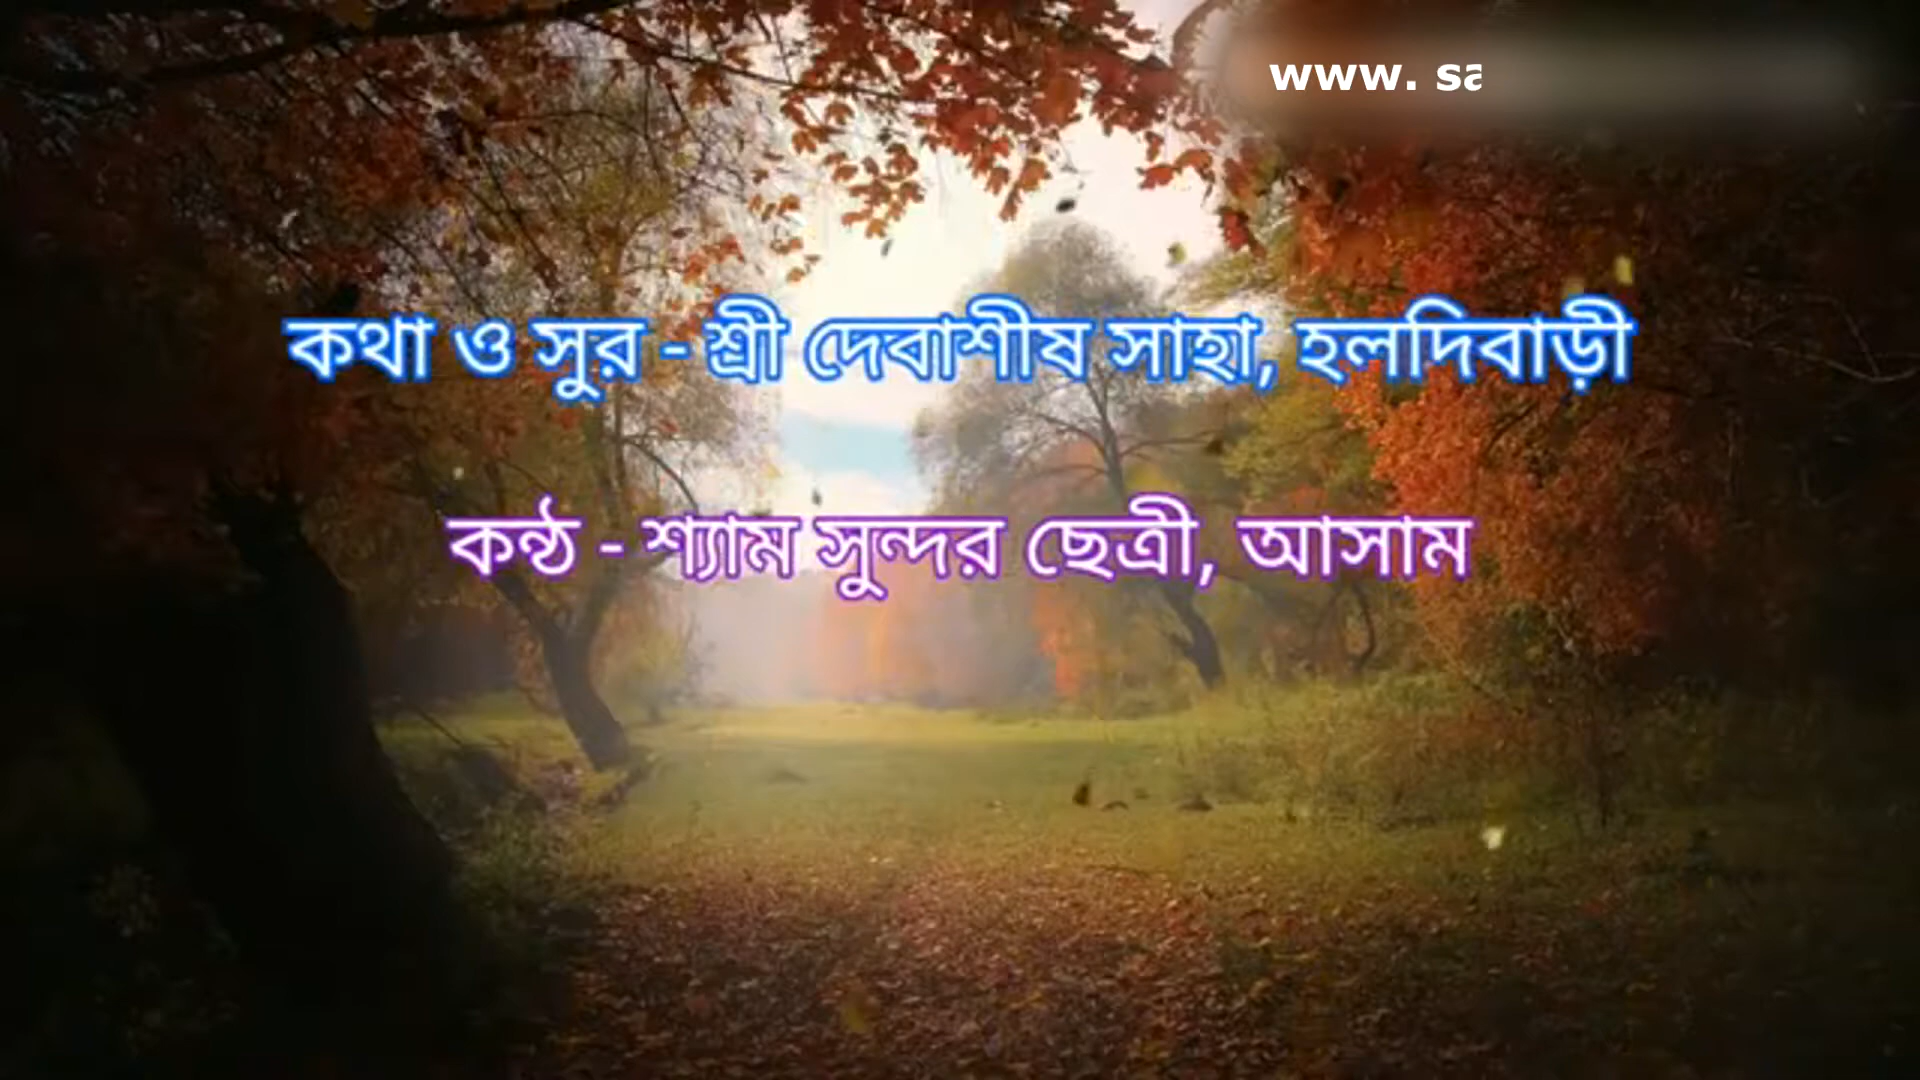 www. sa
কথা ও সুর - শ্রী দেবাশীষ সাহা, হলদিবাড়ী
কন্ঠ - শ্যাম সুন্দর ছেত্রী, আসাম